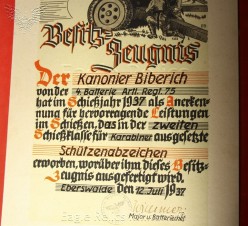 Besitz-
Zeugnis
Der Kanonier Biberich
von der 4. Batterie Artl. Regt. 75
hat im Schießjahr 1937 als Anerken-
nung für hervorragende Leistungen
im Schießen, das in der zweiten
Schießklasse für Karabiner ausgesetzte
Schützenabzeichen
erworben, worüber ihm dieses Besitz-
Zeugnis ausgefertigt wird.
Eberswalde, den 12. Juli 1937
Major u. Batteriechef